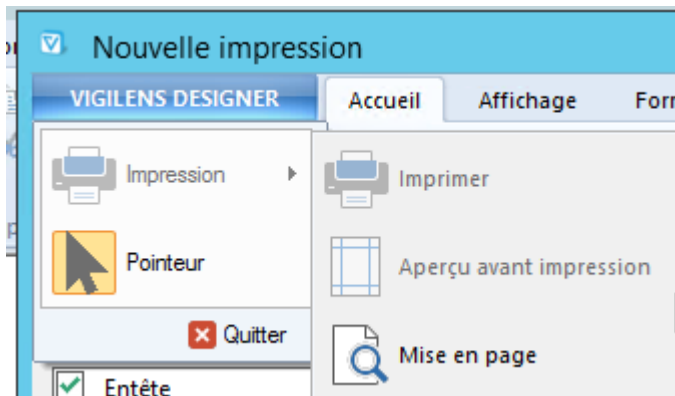 Nouvelle impression
VIGILENS DESIGNER Accueil Affichage
Impression Imprimer
Pointeur Aperçu avant impression
Quitter Mise en page
Entête